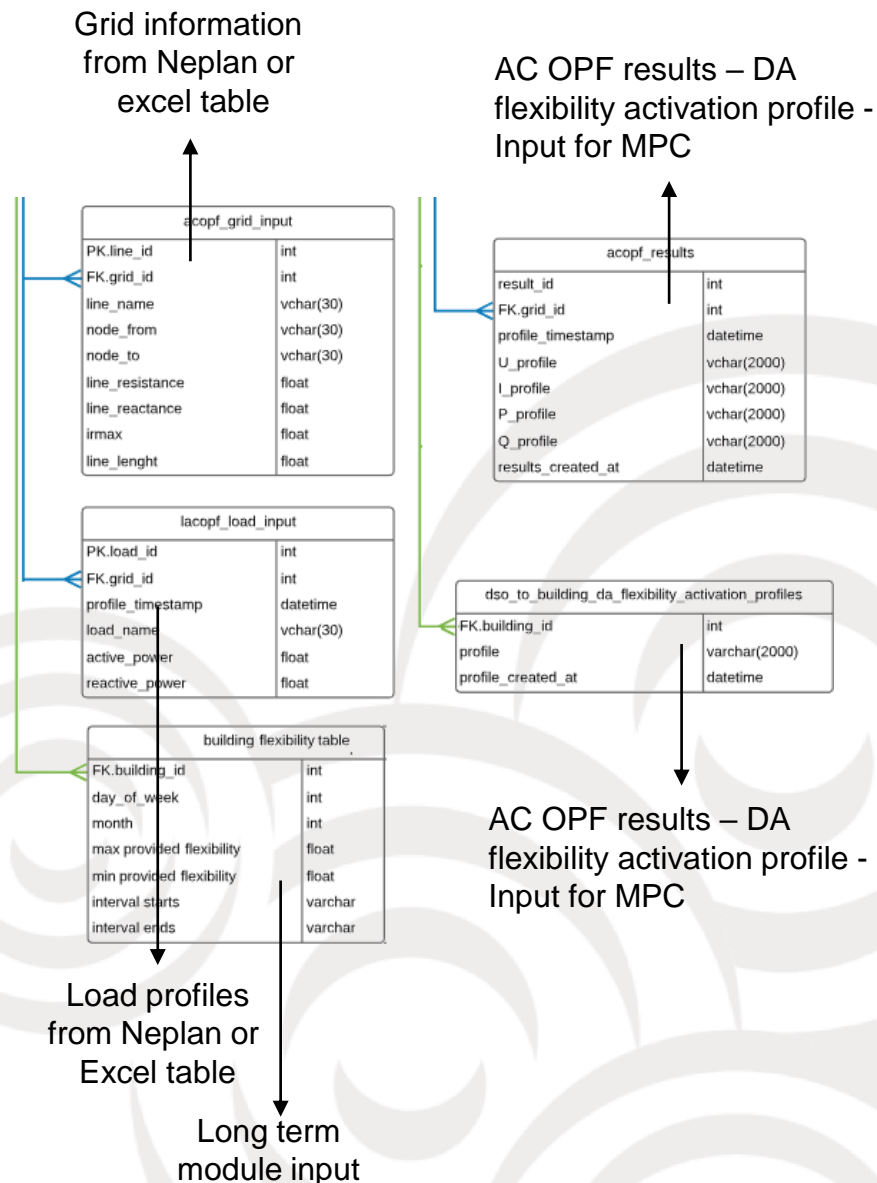 Grid information
from Neplan or
excel table
AC OPF results – DA
flexibility activation profile -
Input for MPC
acopf_grid_input
PK.line_id int
FK.grid_id int
line_name vchar(30)
node_from vchar(30)
node_to vchar(30)
line_resistance float
line_reactance float
irmax float
line_lenght float
acopf_results
result_id int
FK.grid_id int
profile_timestamp datetime
U_profile vchar(2000)
I_profile vchar(2000)
P_profile vchar(2000)
Q_profile vchar(2000)
results_created_at datetime
lacopf_load_input
PK.load_id int
FK.grid_id int
profile_timestamp datetime
load_name vchar(30)
active_power float
reactive_power float
dso_to_building_da_flexibility_activation_profiles
FK.building_id int
profile varchar(2000)
profile_created_at datetime
building flexibility table
FK.building_id int
day_of_week int
month int
max provided flexibility float
min provided flexibility float
interval starts varchar
interval ends varchar
AC OPF results – DA
flexibility activation profile -
Input for MPC
Load profiles
from Neplan or
Excel table
Long term
module input